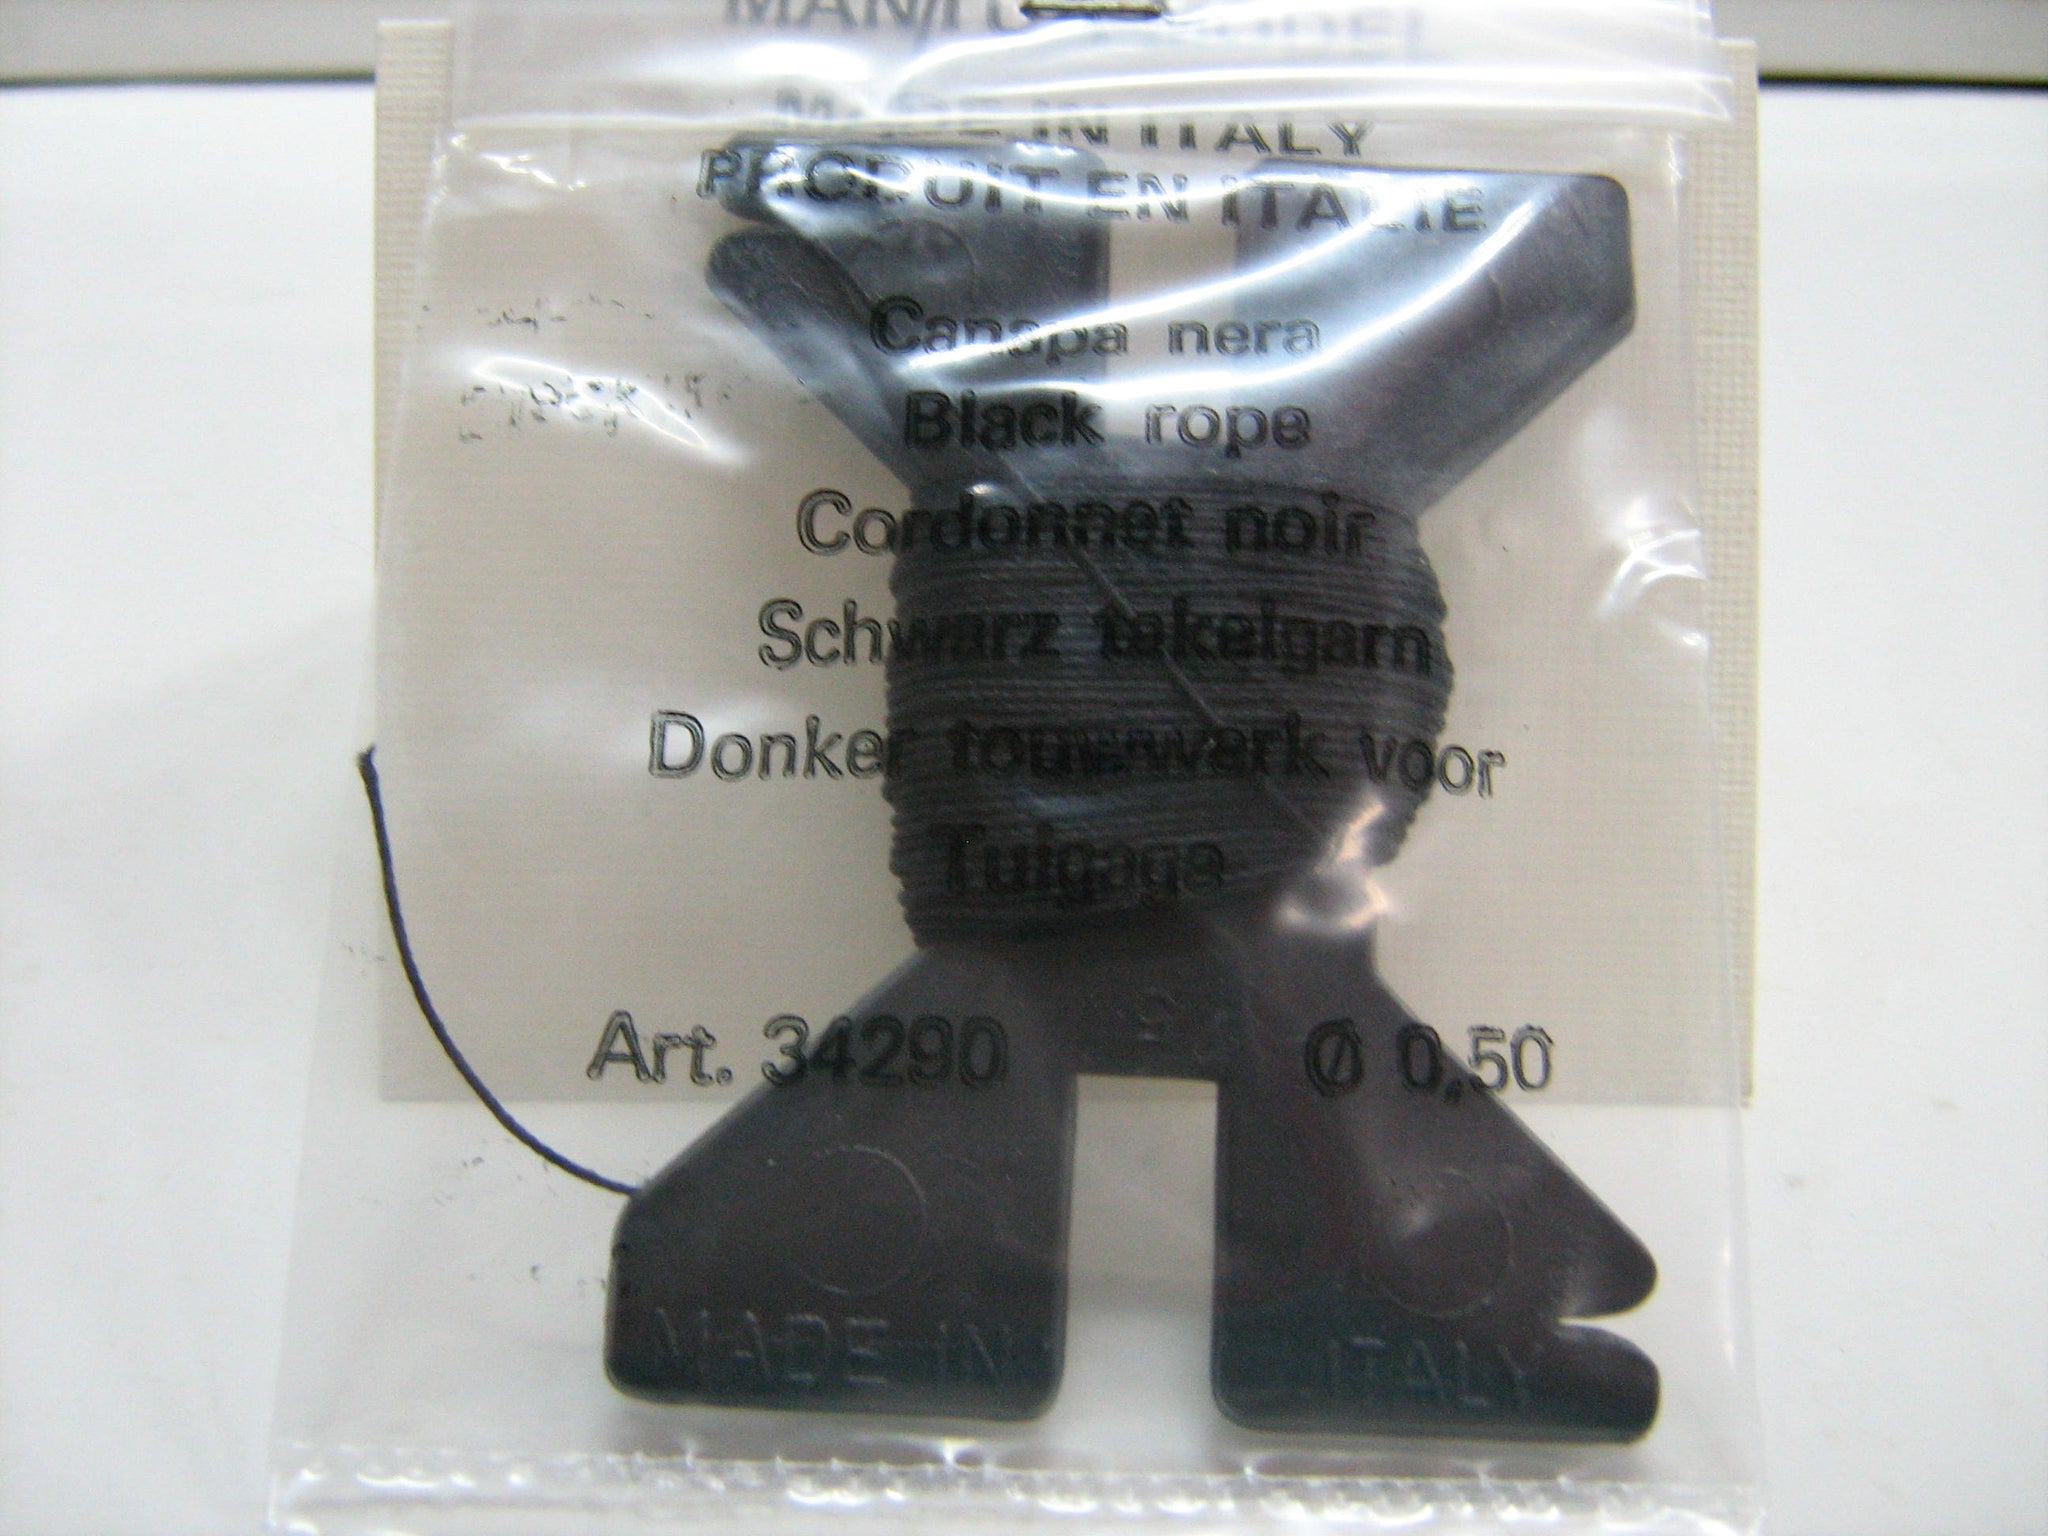 MADE IN ITALY
PRODUIT EN ITALIE
Canapa nera
Black rope
Cordonnet noir
Schwarz takelgarn
Donker touwwerk voor
Tuigage
Art. 34290 Ø 0,50
MADE IN ITALY